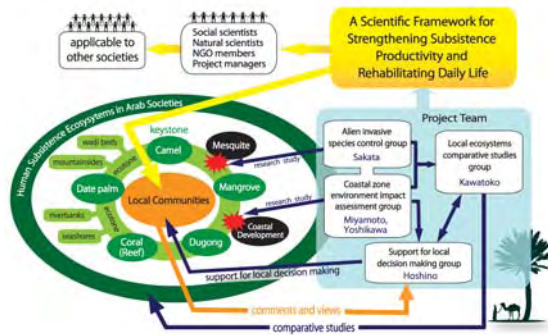 applicable to
other societies
Social scientists
Natural scientists
NGO members
Project managers
A Scientific Framework for
Strengthening Subsistence
Productivity and
Rehabilitating Daily Life
Human Subsistence Ecosystems in Arab Societies
keystone
Camel
Mesquite
wadi beds
mountainsides
ecotone
Date palm
Local Communities
Mangrove
ecotone
riverbanks
seashores
Coral
(Reef)
Dugong
Coastal
Development
research study
research study
Project Team
Alien invasive
species control group
Sakata
Coastal zone
environment impact
assessment group
Miyamoto,
Yoshikawa
Local ecosystems
comparative studies
group
Kawatoko
Support for local
decision making group
Hoshino
support for local decision making
comments and views
comparative studies